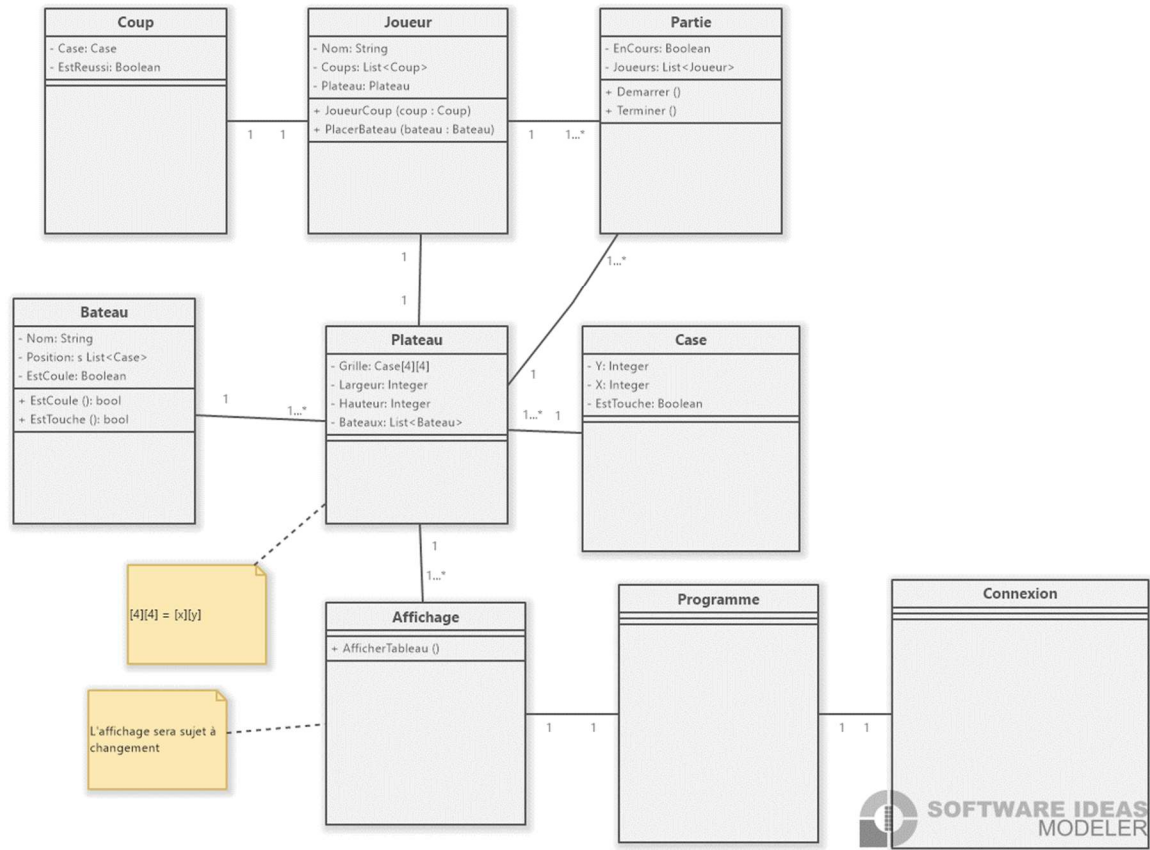 Coup
- Case: Case
- EstReussi: Boolean
1
1
Joueur
- Nom: String
- Coups: List<Coup>
- Plateau: Plateau
+ JoueurCoup (coup : Coup)
+ PlacerBateau (bateau : Bateau)
1
1...*
Partie
- EnCours: Boolean
- Joueurs: List<Joueur>
+ Demarrer ()
+ Terminer ()
1
1
1...*
1
Bateau
- Nom: String
- Position: s List<Case>
- EstCoule: Boolean
+ EstCoule (): bool
+ EstTouche (): bool
1
1...*
Plateau
- Grille: Case[4][4]
- Largeur: Integer
- Hauteur: Integer
- Bateaux: List<Bateau>
1...*
1
Case
- Y: Integer
- X: Integer
- EstTouche: Boolean
1
1...*
[4][4] = [x][y]
L'affichage sera sujet à
changement
Affichage
+ AfficherTableau ()
1
1
Programme
1
1
Connexion
SOFTWARE IDEAS
MODELER